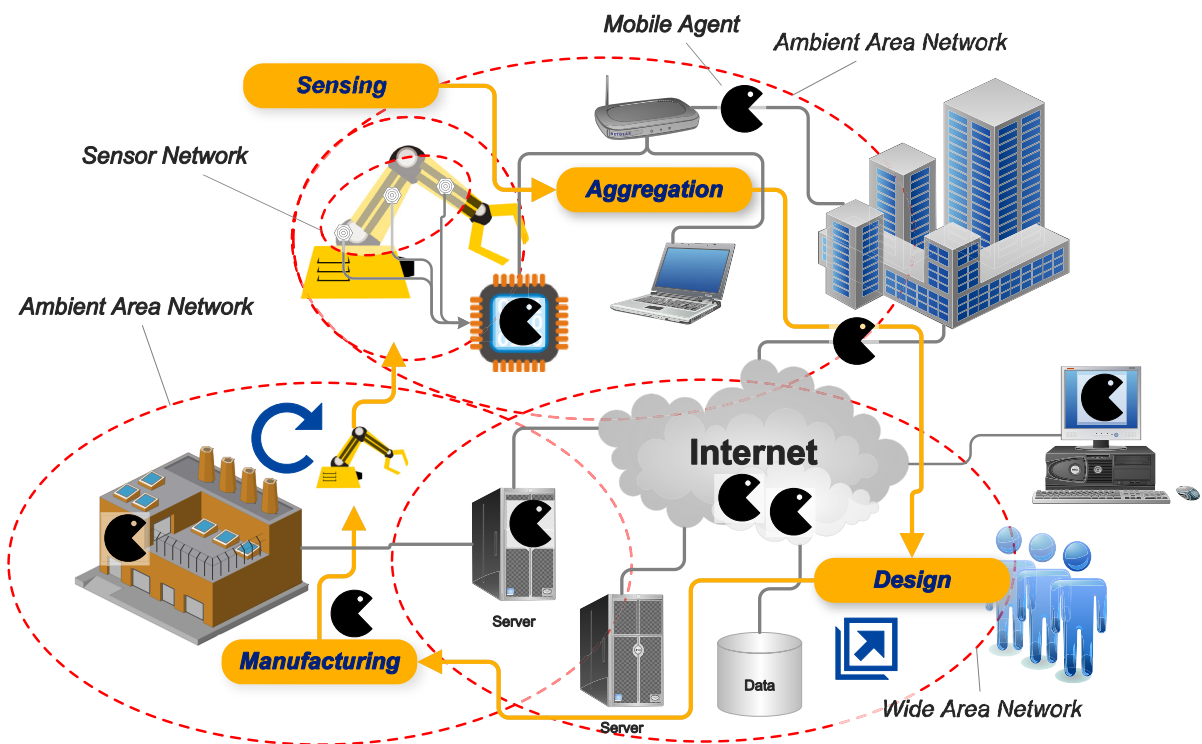 Mobile Agent
Ambient Area Network
Sensing
NETGEAR
Sensor Network
Aggregation
Ambient Area Network
Internet
Design
Server
Manufacturing
Data
Server
Wide Area Network